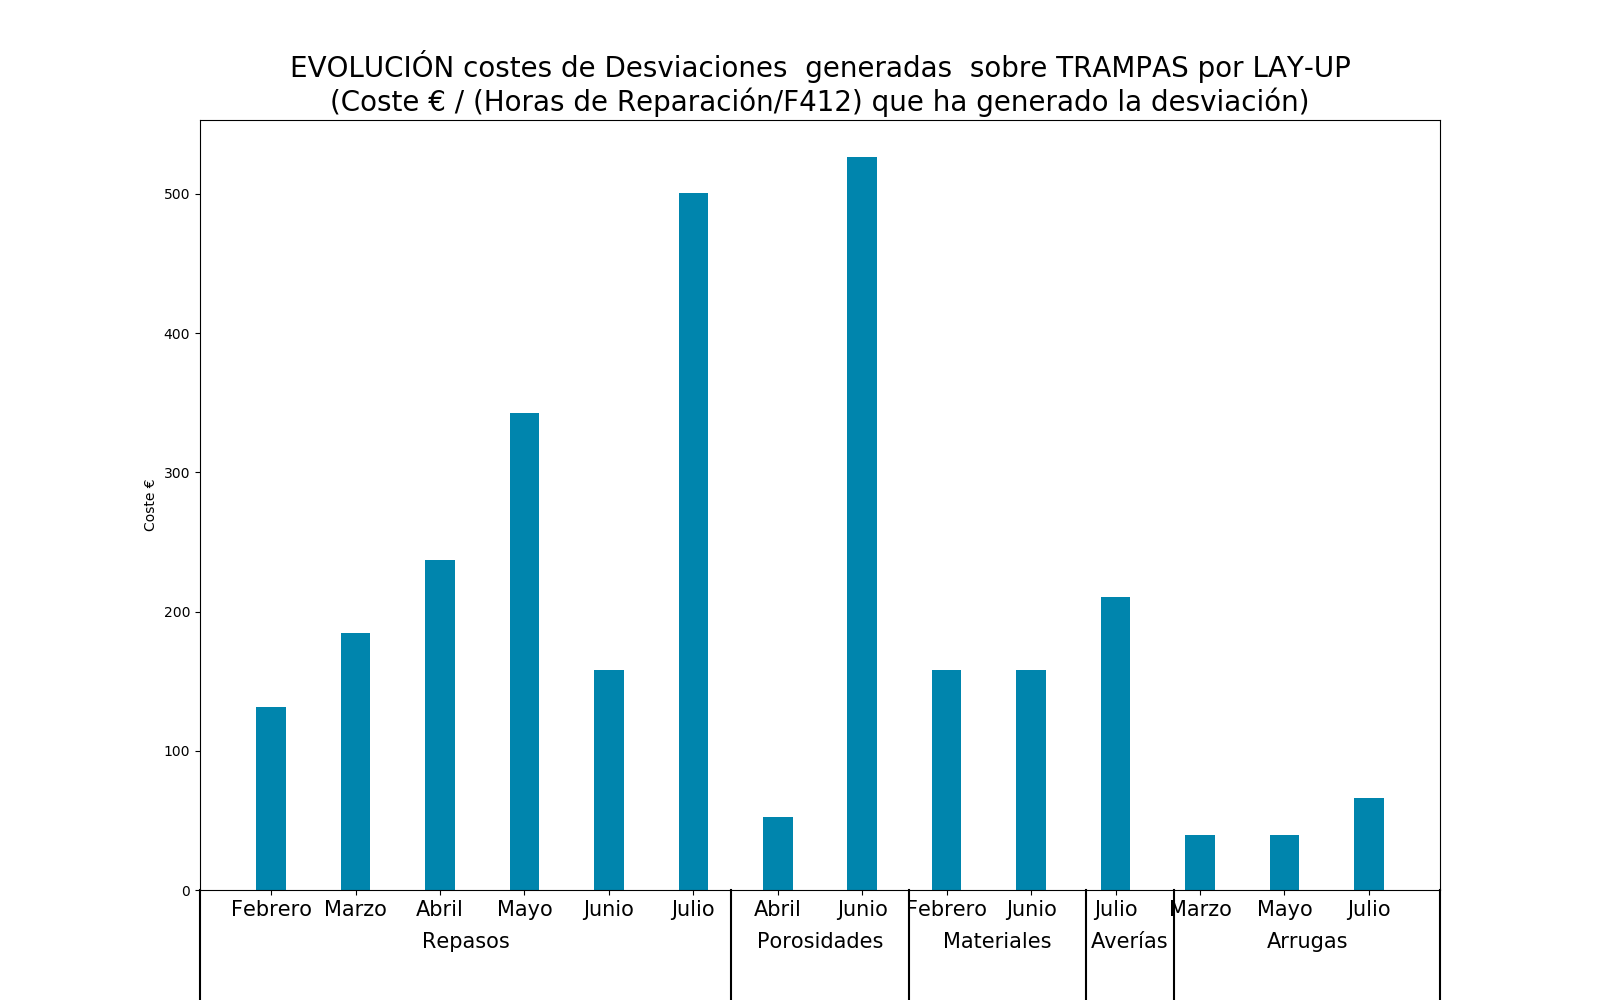 EVOLUCIÓN costes de Desviaciones  generadas  sobre TRAMPAS por LAY-UP
(Coste € / (Horas de Reparación/F412) que ha generado la desviación)
500
400
300
200
100
0
Coste €
Febrero Marzo Abril Mayo Junio Julio Abril Junio Febrero Junio Julio Marzo Mayo Julio
Repasos Porosidades Materiales Averías Arrugas